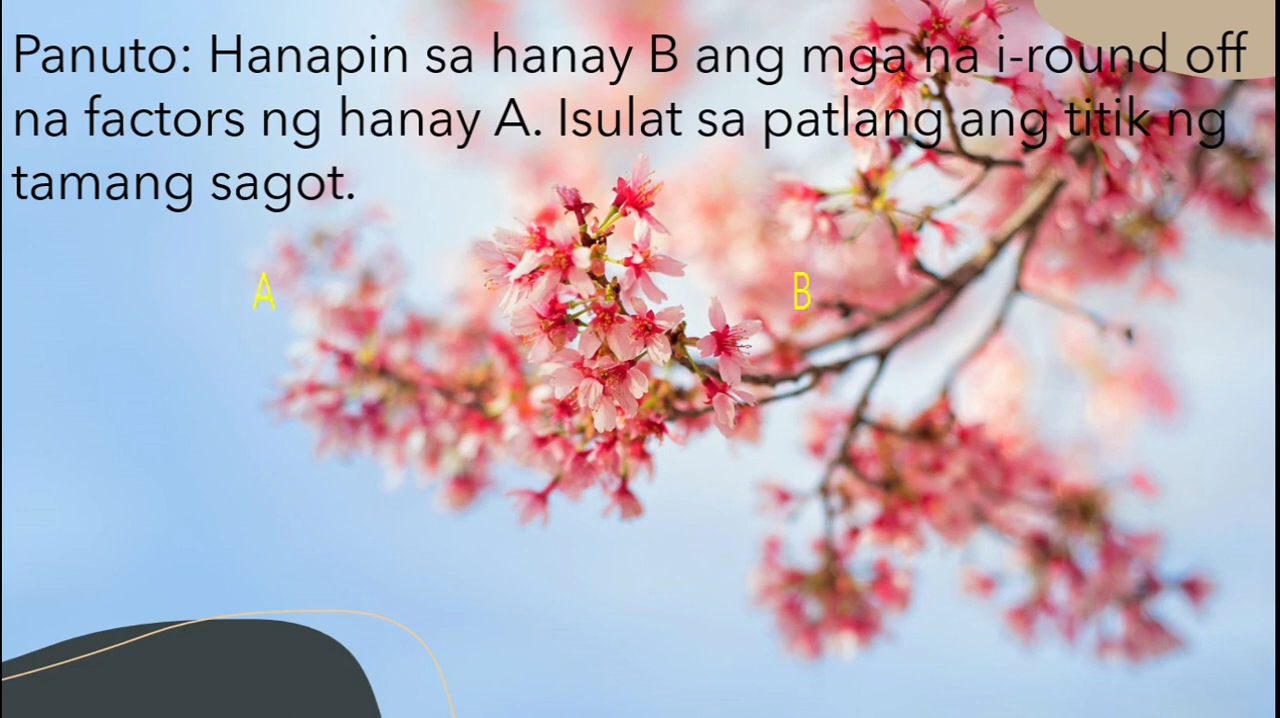 Panuto: Hanapin sa hanay B ang mga na i-round off
na factors ng hanay A. Isulat sa patlang ang titik ng
tamang sagot.
A B